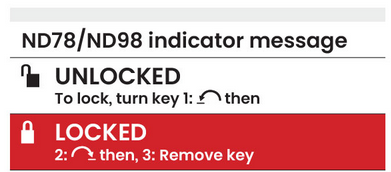 ND78/ND98 indicator message
UNLOCKED
To lock, turn key 1: then
LOCKED
2: then, 3: Remove key